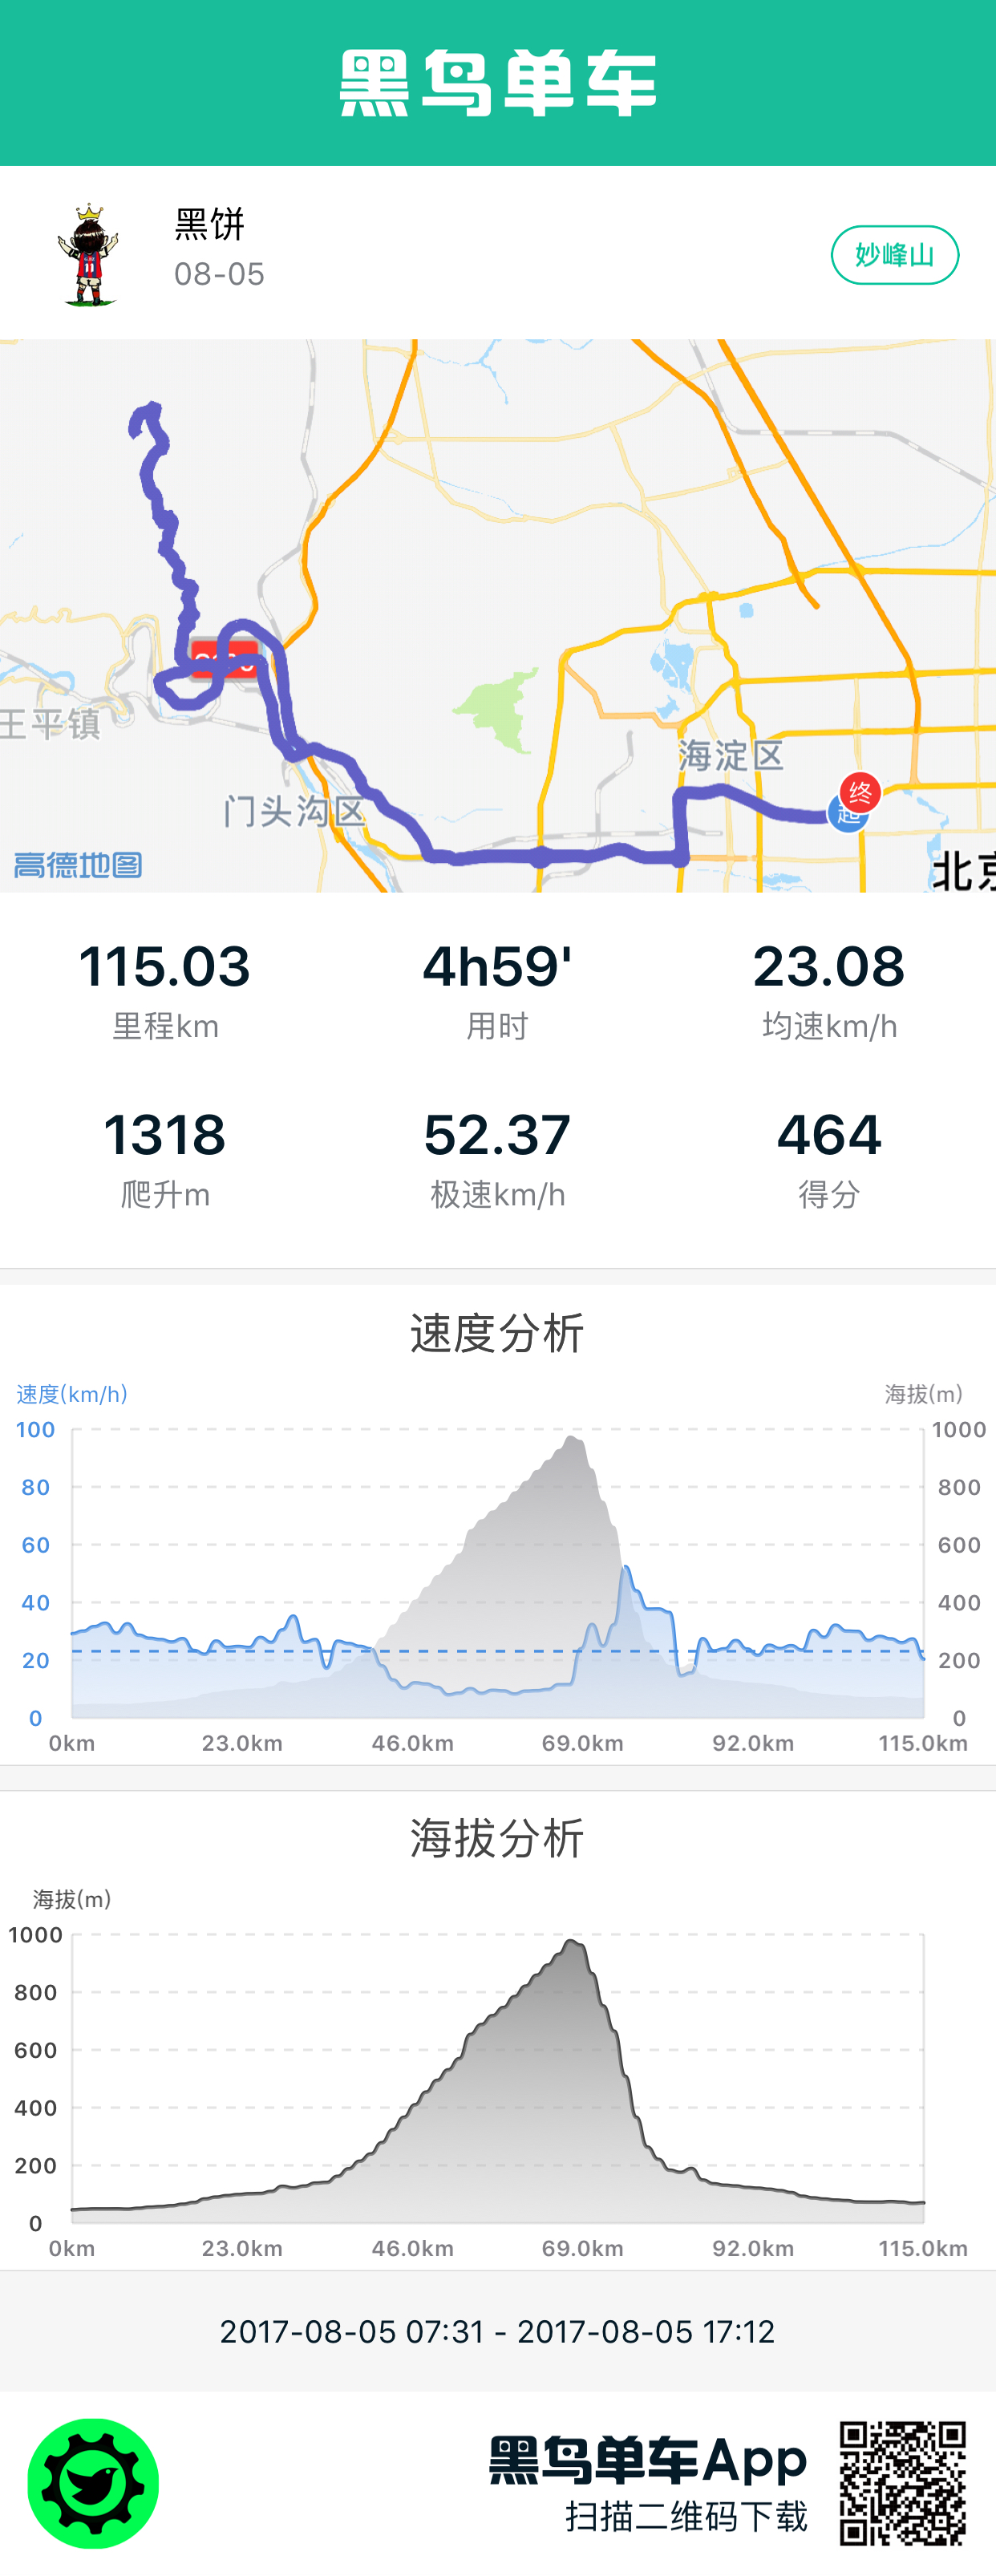 黑鸟单车
黑饼
08-05
妙峰山
11
王平镇
门头沟区
海淀区
终
起
高德地图
北京
115.03
里程km
4h59'
用时
23.08
均速km/h
1318
爬升m
52.37
极速km/h
464
得分
速度分析
速度(km/h)
海拔(m)
100
1000
80
800
60
600
40
400
20
200
0
0
0km
23.0km
46.0km
69.0km
92.0km
115.0km
海拔分析
海拔(m)
1000
800
600
400
200
0
0km
23.0km
46.0km
69.0km
92.0km
115.0km
2017-08-05 07:31 - 2017-08-05 17:12
黑鸟单车App
扫描二维码下载